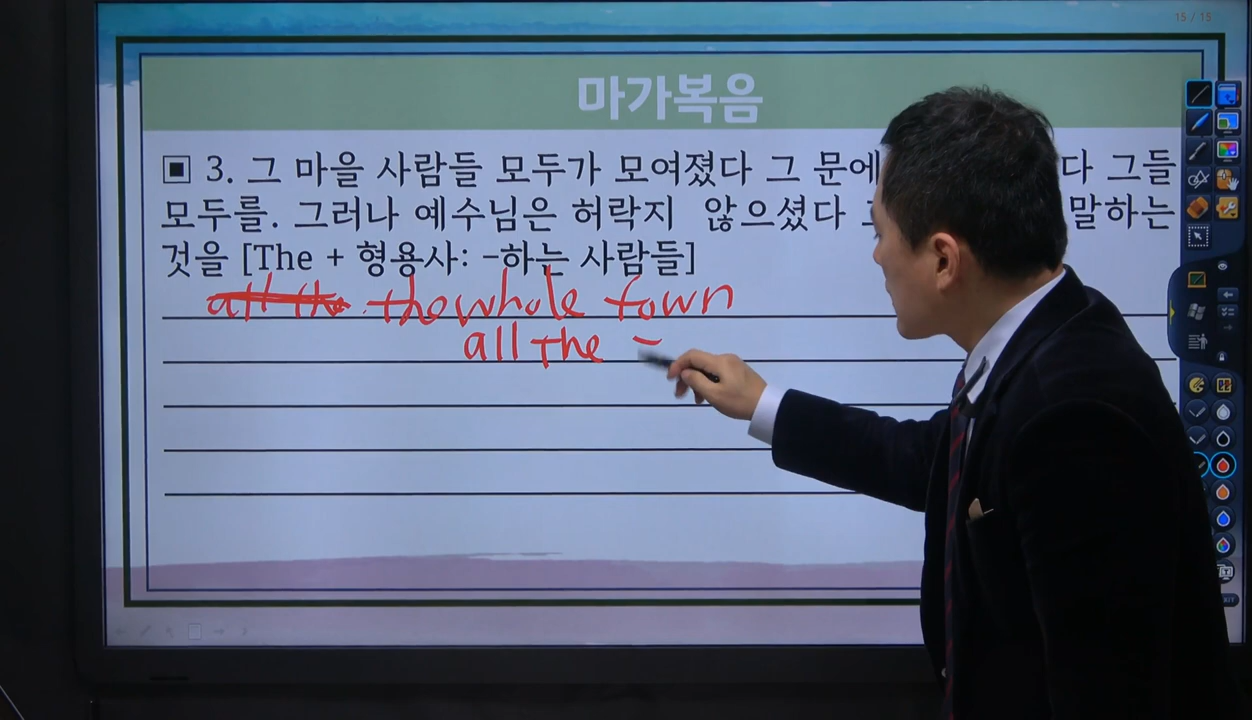 15 / 15
마가복음
▣ 3. 그 마을 사람들 모두가 모여졌다 그 문에 다 그들
모두를. 그러나 예수님은 허락지 않으셨다 말하는
것을 [The + 형용사: -하는 사람들]
all the the whole town
all the -